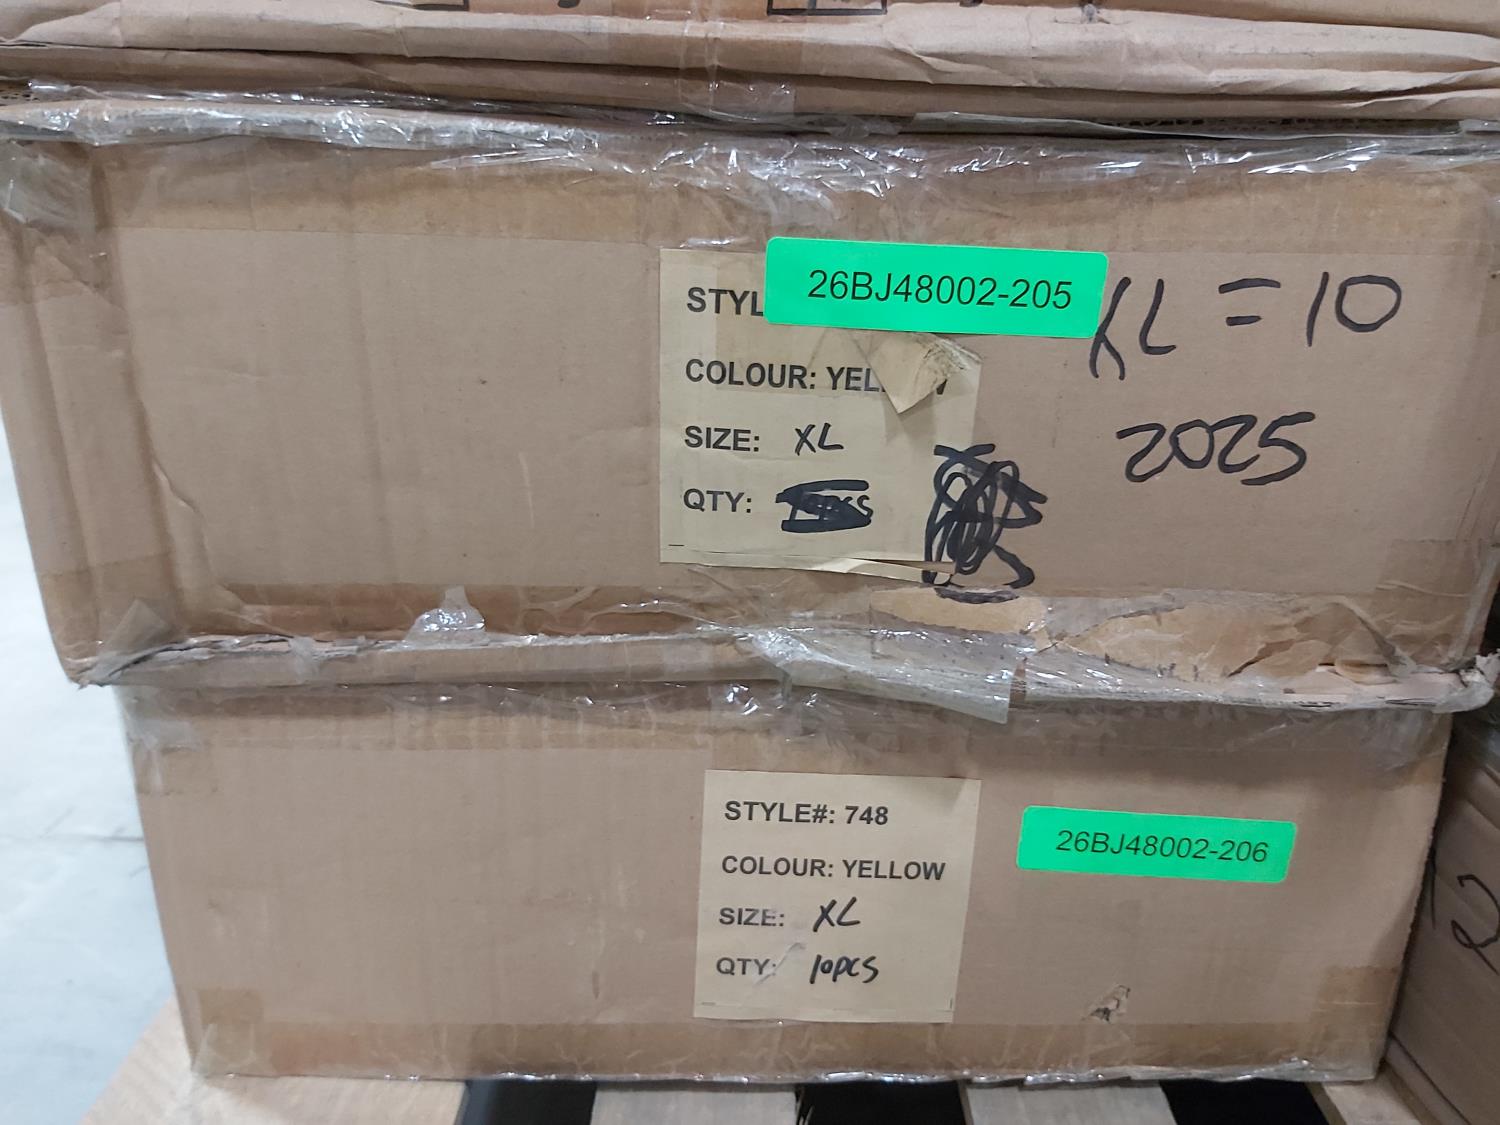 26BJ48002-205
STYL
COLOUR: YEL
SIZE: XL
QTY:
XL = 10
2025
STYLE#: 748
COLOUR: YELLOW
SIZE: XL
QTY: 10PCS
26BJ48002-206